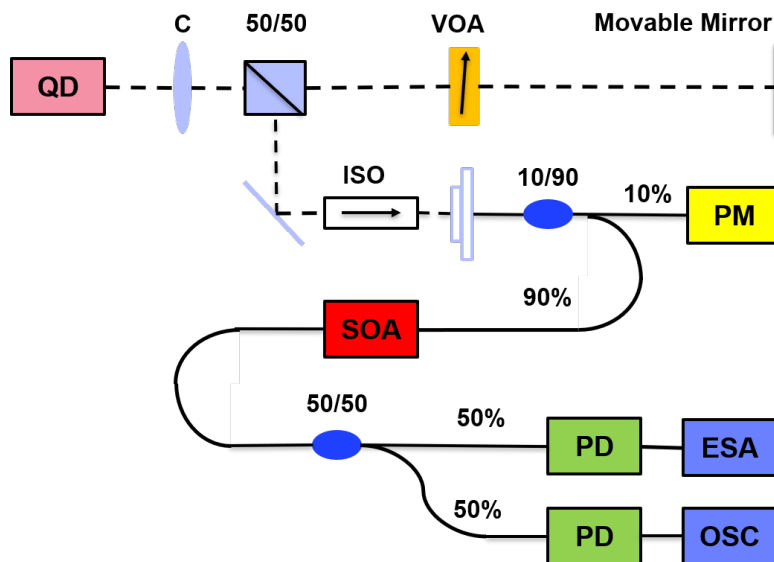 C
50/50
VOA
Movable Mirror
QD
ISO
10/90
10%
PM
90%
SOA
50/50
50%
PD
ESA
50%
PD
OSC